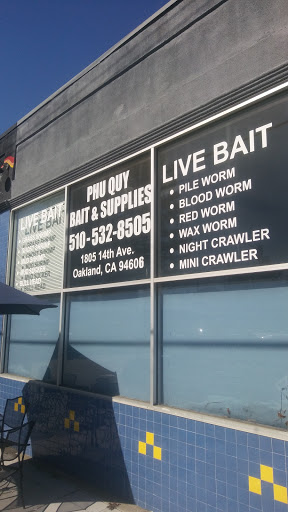 LIVE BAIT
PHU QUY
BAIT & SUPPLIES
510-532-8505
1805 14th Ave.
Oakland, CA 94606
LIVE BAIT
• PILE WORM
• BLOOD WORM
• RED WORM
• WAX WORM
• NIGHT CRAWLER
• MINI CRAWLER